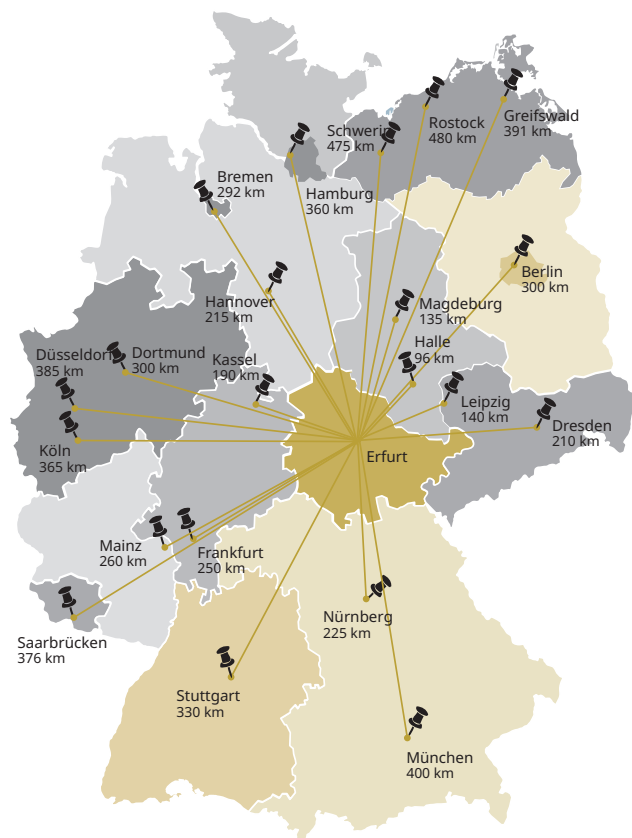 Schwerin
475 km
Rostock
480 km
Greifswald
391 km
Bremen
292 km
Hamburg
360 km
Berlin
300 km
Hannover
215 km
Magdeburg
135 km
Düsseldorf
385 km
Dortmund
300 km
Kassel
190 km
Halle
96 km
Leipzig
140 km
Dresden
210 km
Köln
365 km
Erfurt
Mainz
260 km
Frankfurt
250 km
Nürnberg
225 km
Saarbrücken
376 km
Stuttgart
330 km
München
400 km